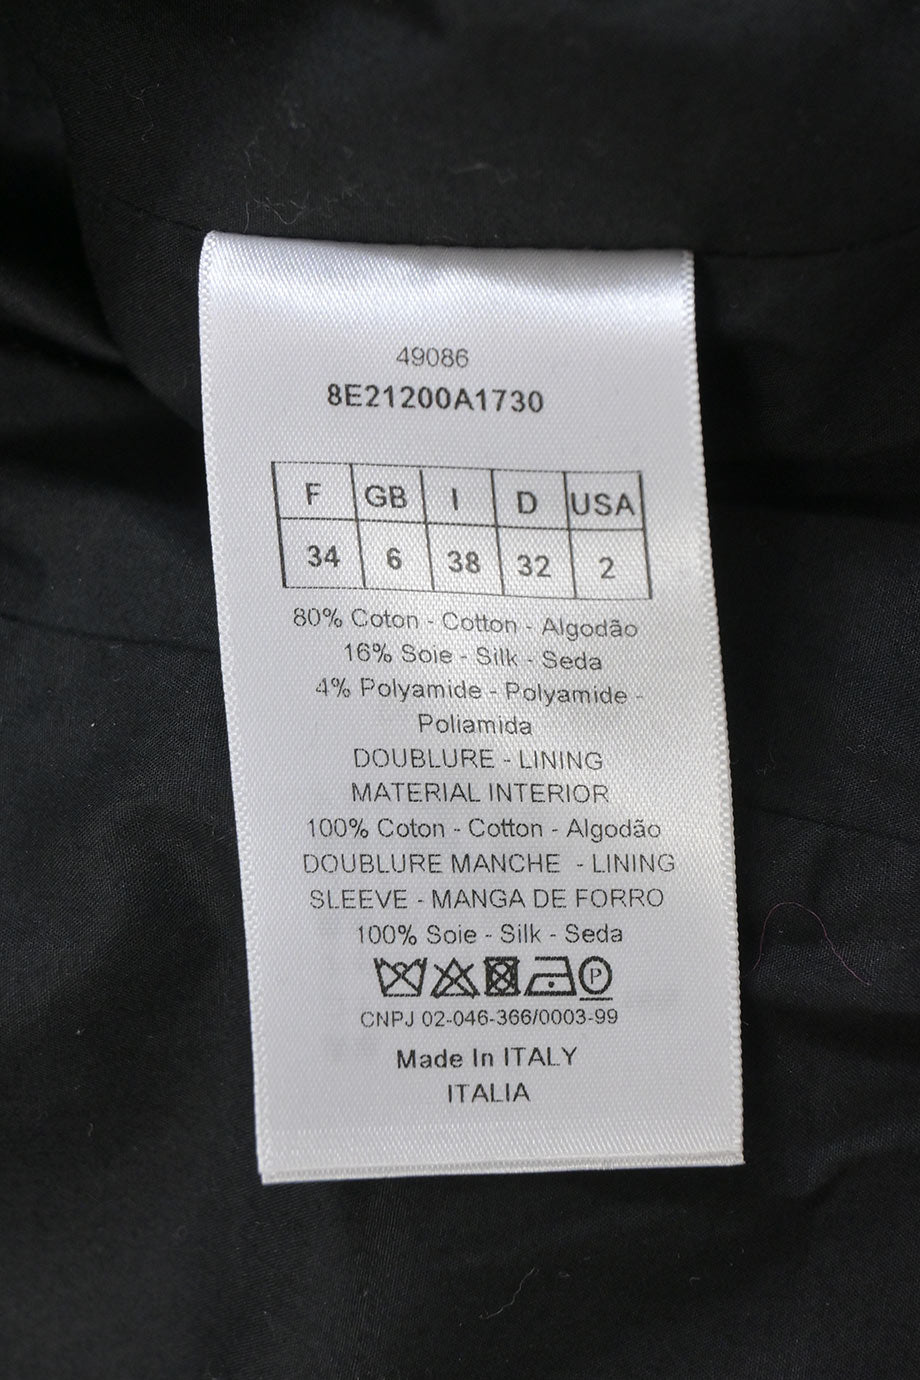 49086
8E21200A1730
F GB I D USA
34 6 38 32 2
80% Coton - Cotton - Algodão
16% Soie - Silk - Seda
4% Polyamide - Polyamide -
Poliamida
DOUBLURE - LINING
MATERIAL INTERIOR
100% Coton - Cotton - Algodão
DOUBLURE MANCHE - LINING
SLEEVE - MANGA DE FORRO
100% Soie - Silk - Seda
P
CNPJ 02-046-366/0003-99
Made In ITALY
ITALIA